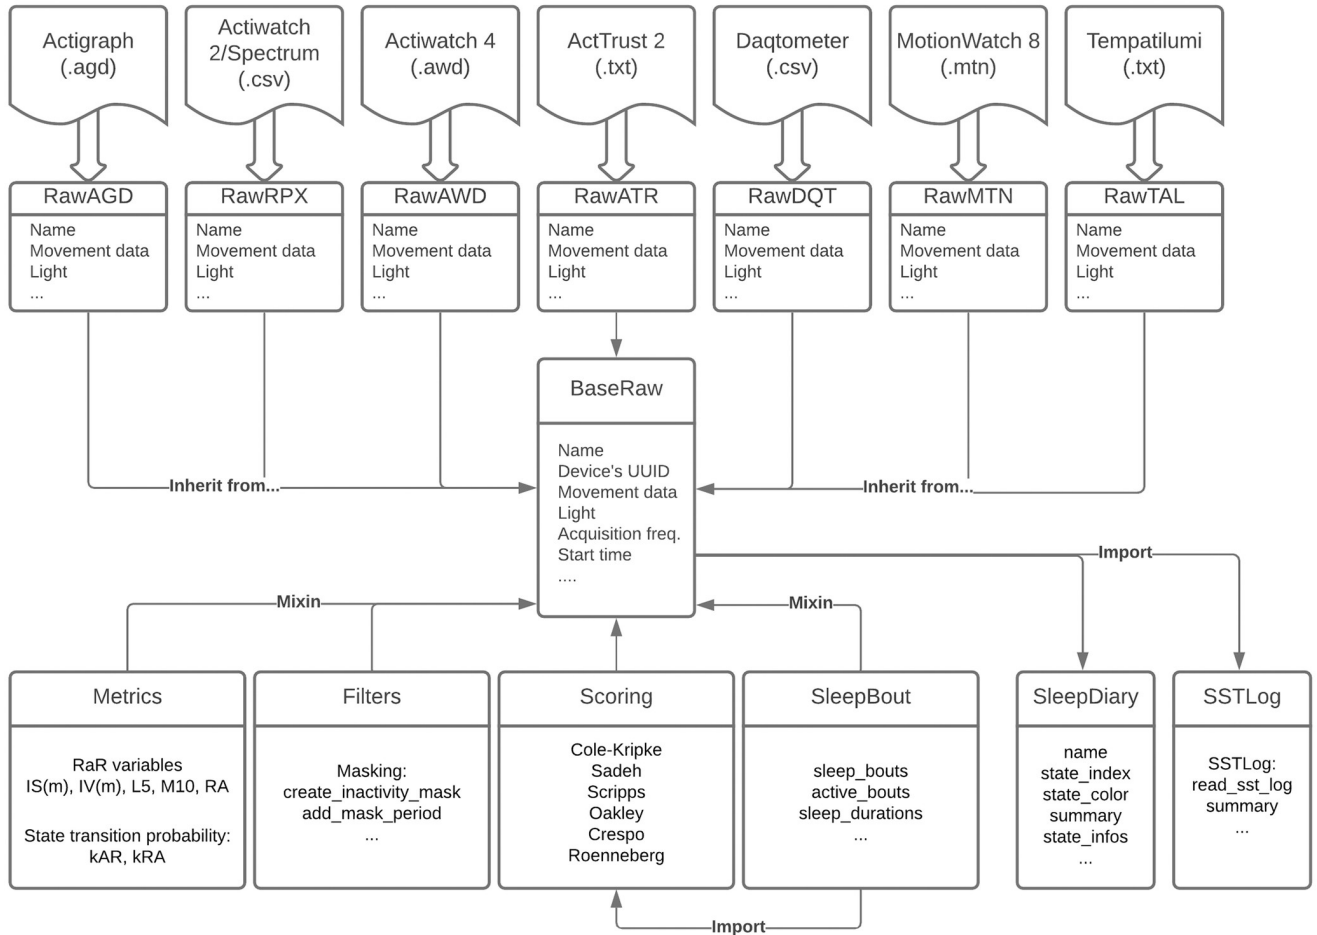 Actigraph
(.agd)
Actiwatch
2/Spectrum
(.csv)
Actiwatch 4
(.awd)
ActTrust 2
(.txt)
Daqtometer
(.csv)
MotionWatch 8
(.mtn)
Tempatilumi
(.txt)
RawAGD
Name
Movement data
Light
...
RawRPX
Name
Movement data
Light
...
RawAWD
Name
Movement data
Light
...
RawATR
Name
Movement data
Light
...
RawDQT
Name
Movement data
Light
...
RawMTN
Name
Movement data
Light
...
RawTAL
Name
Movement data
Light
...
BaseRaw
Name
Device's UUID
Movement data
Light
Acquisition freq.
Start time
....
Inherit from...
Inherit from...
Import
Mixin
Mixin
Metrics
RaR variables
IS(m), IV(m), L5, M10, RA
State transition probability:
kAR, kRA
Filters
Masking:
create_inactivity_mask
add_mask_period
...
Scoring
Cole-Kripke
Sadeh
Scripps
Oakley
Crespo
Roenneberg
SleepBout
sleep_bouts
active_bouts
sleep_durations
...
SleepDiary
name
state_index
state_color
summary
state_infos
...
SSTLog
SSTLog:
read_sst_log
summary
...
Import